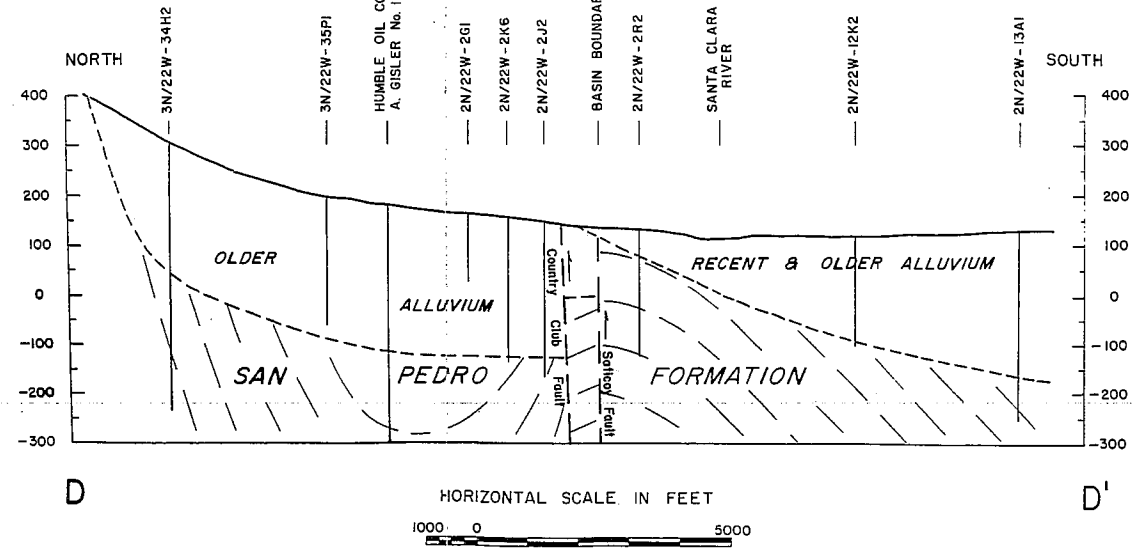 NORTH
3N/22W-34H2
3N/22W-35P1
HUMBLE OIL CO
A. GISLER No. 1
2N/22W-2G1
2N/22W-2K6
2N/22W-2J2
BASIN BOUNDAR
2N/22W-2R2
SANTA CLARA
RIVER
2N/22W-12K2
2N/22W-13A1
SOUTH
400
300
200
100
0
-100
-200
-300
400
300
200
100
0
-100
-200
-300
OLDER
ALLUVIUM
RECENT & OLDER ALLUVIUM
Country Club Fault
Saticoy Fault
SAN PEDRO FORMATION
D
D'
HORIZONTAL SCALE IN FEET
1000 0 5000